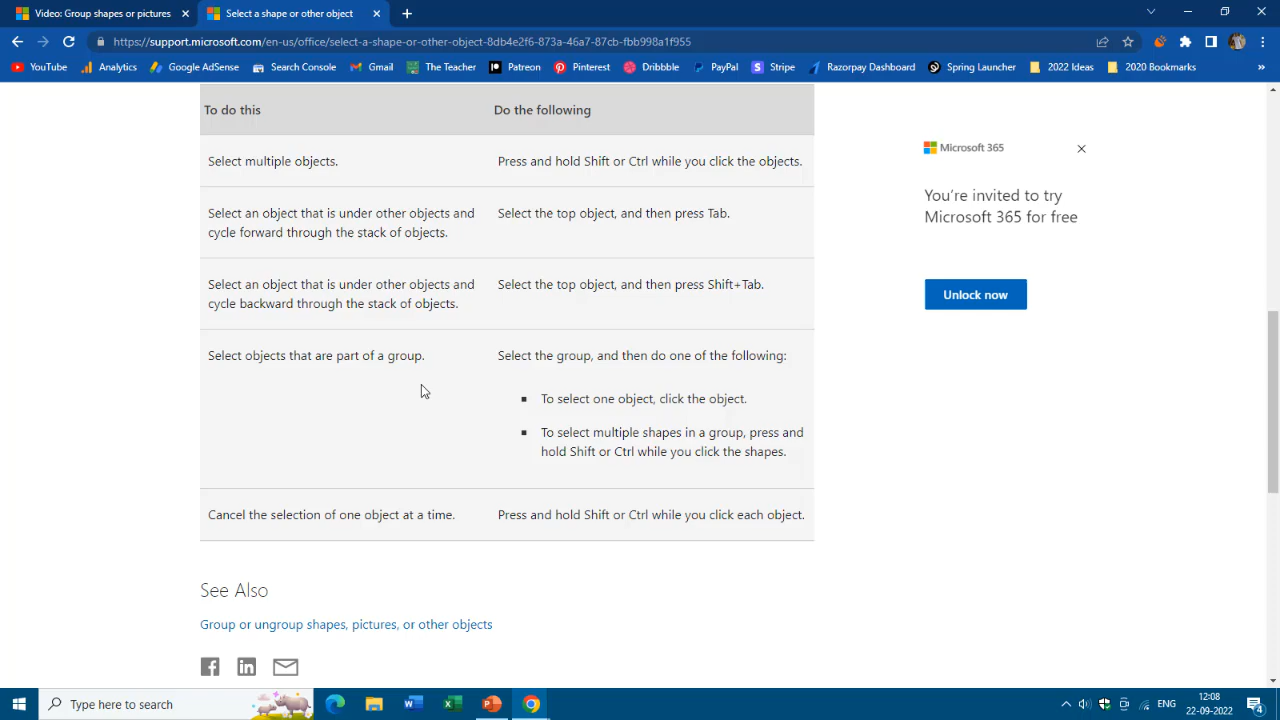 Video: Group shapes or pictures
Select a shape or other object
https://support.microsoft.com/en-us/office/select-a-shape-or-other-object-8db4e2f6-873a-46a7-87cb-fbb998a1f955
YouTube Analytics Google AdSense Search Console Gmail The Teacher Patreon Pinterest Dribbble PayPal Stripe Razorpay Dashboard Spring Launcher 2022 Ideas 2020 Bookmarks »
To do this
Do the following
Select multiple objects.
Press and hold Shift or Ctrl while you click the objects.
Select an object that is under other objects and
cycle forward through the stack of objects.
Select the top object, and then press Tab.
Select an object that is under other objects and
cycle backward through the stack of objects.
Select the top object, and then press Shift+Tab.
Select objects that are part of a group.
Select the group, and then do one of the following:
To select one object, click the object.
To select multiple shapes in a group, press and
hold Shift or Ctrl while you click the shapes.
Cancel the selection of one object at a time.
Press and hold Shift or Ctrl while you click each object.
See Also
Group or ungroup shapes, pictures, or other objects
Microsoft 365
You're invited to try
Microsoft 365 for free
Unlock now
Type here to search
ENG
12:08
22-09-2022
4